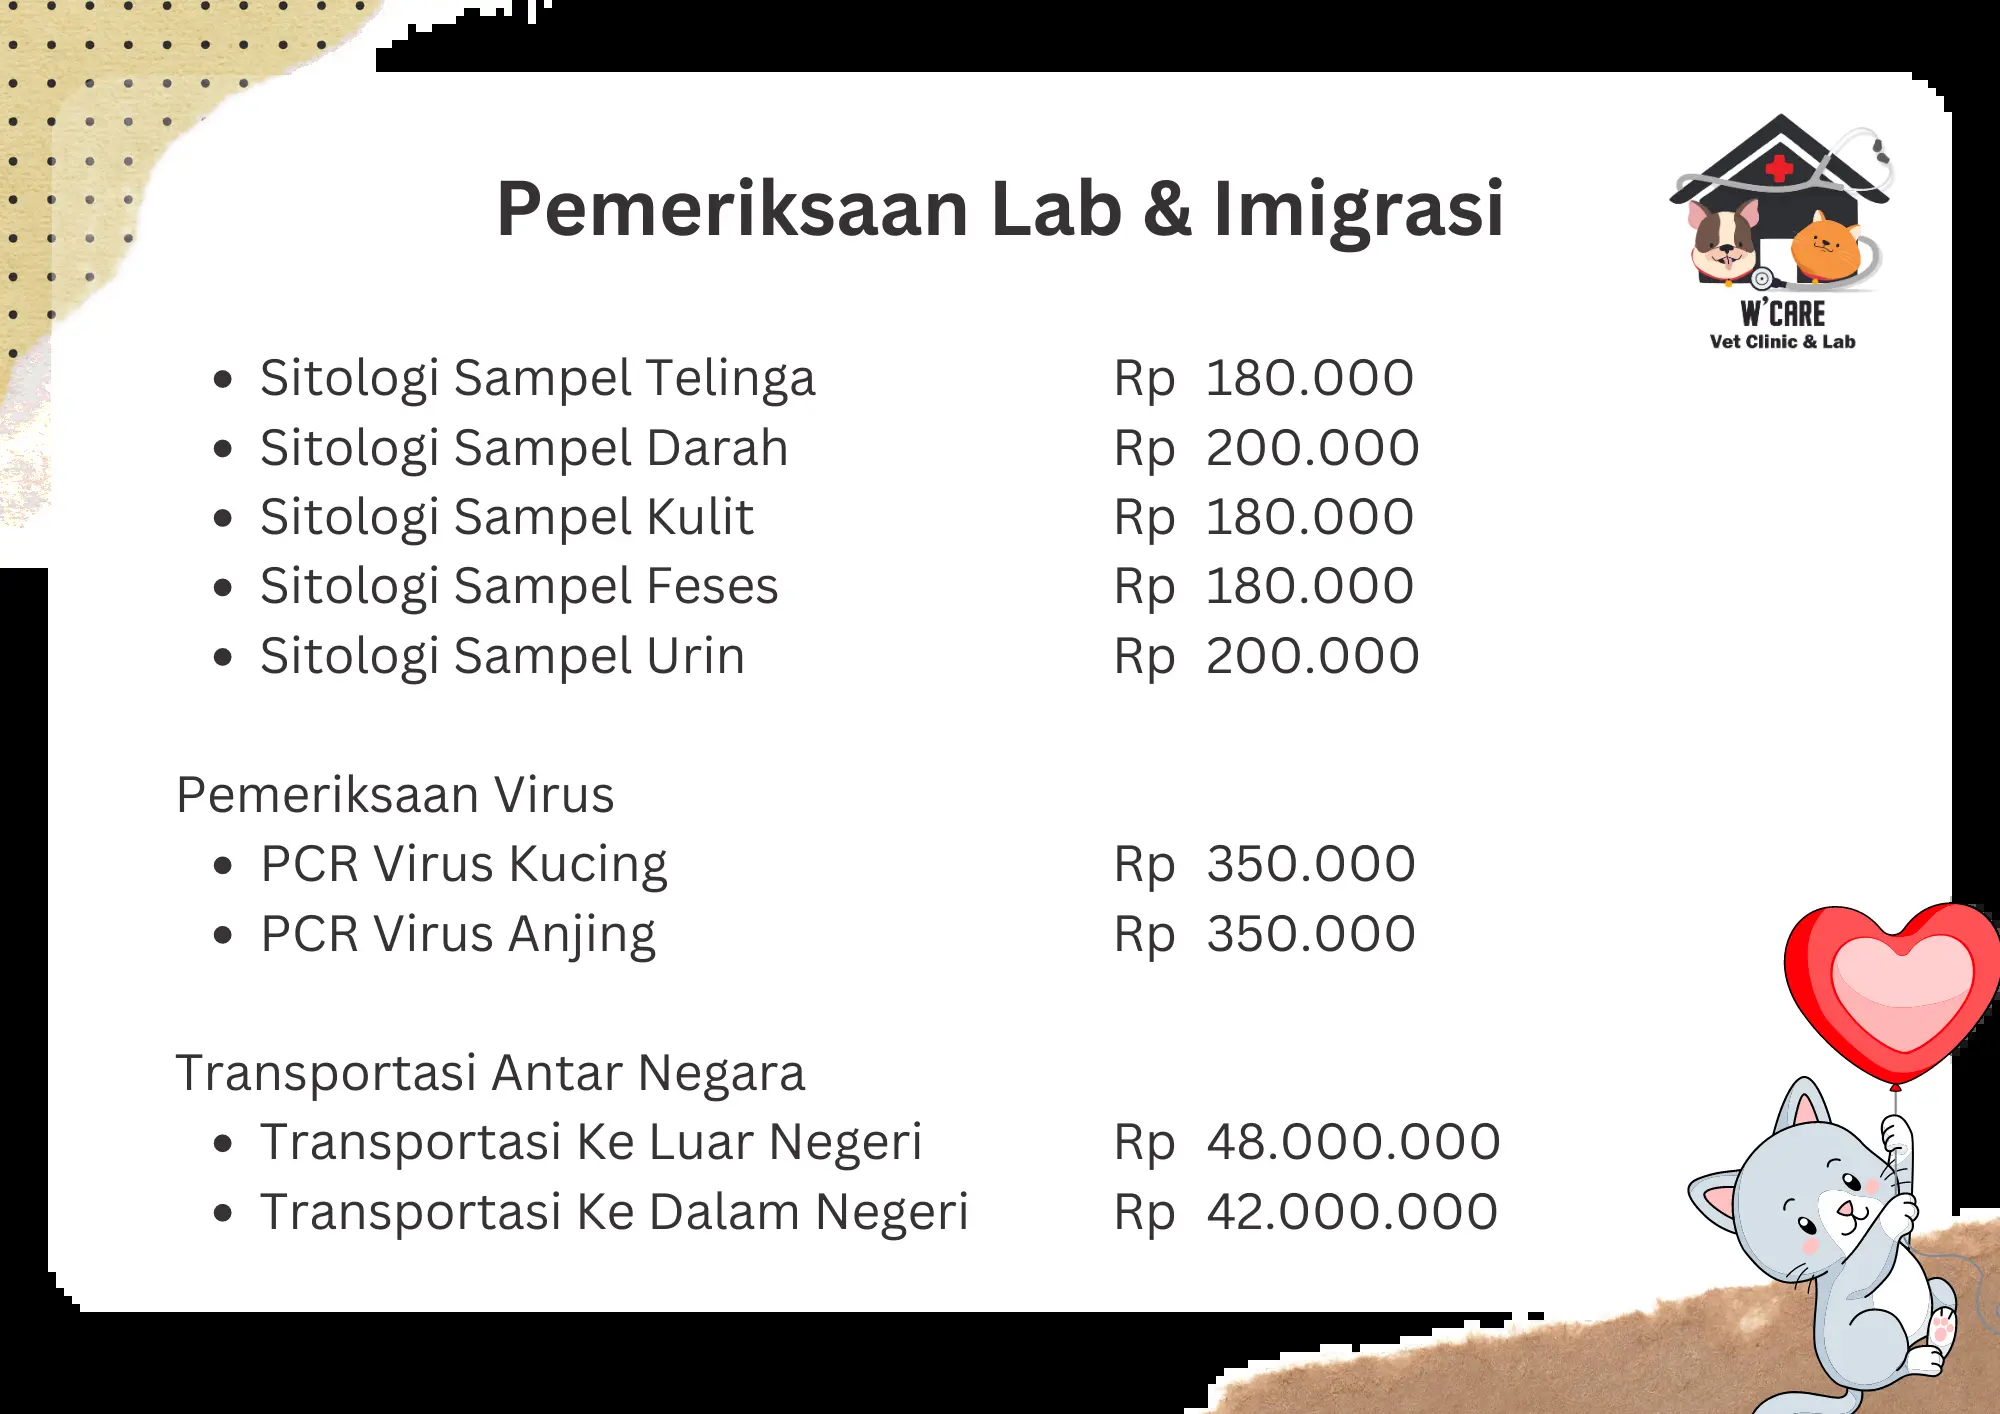 Pemeriksaan Lab & Imigrasi
W'CARE
Vet Clinic & Lab
• Sitologi Sampel Telinga Rp 180.000
• Sitologi Sampel Darah Rp 200.000
• Sitologi Sampel Kulit Rp 180.000
• Sitologi Sampel Feses Rp 180.000
• Sitologi Sampel Urin Rp 200.000
Pemeriksaan Virus
• PCR Virus Kucing Rp 350.000
• PCR Virus Anjing Rp 350.000
Transportasi Antar Negara
• Transportasi Ke Luar Negeri Rp 48.000.000
• Transportasi Ke Dalam Negeri Rp 42.000.000